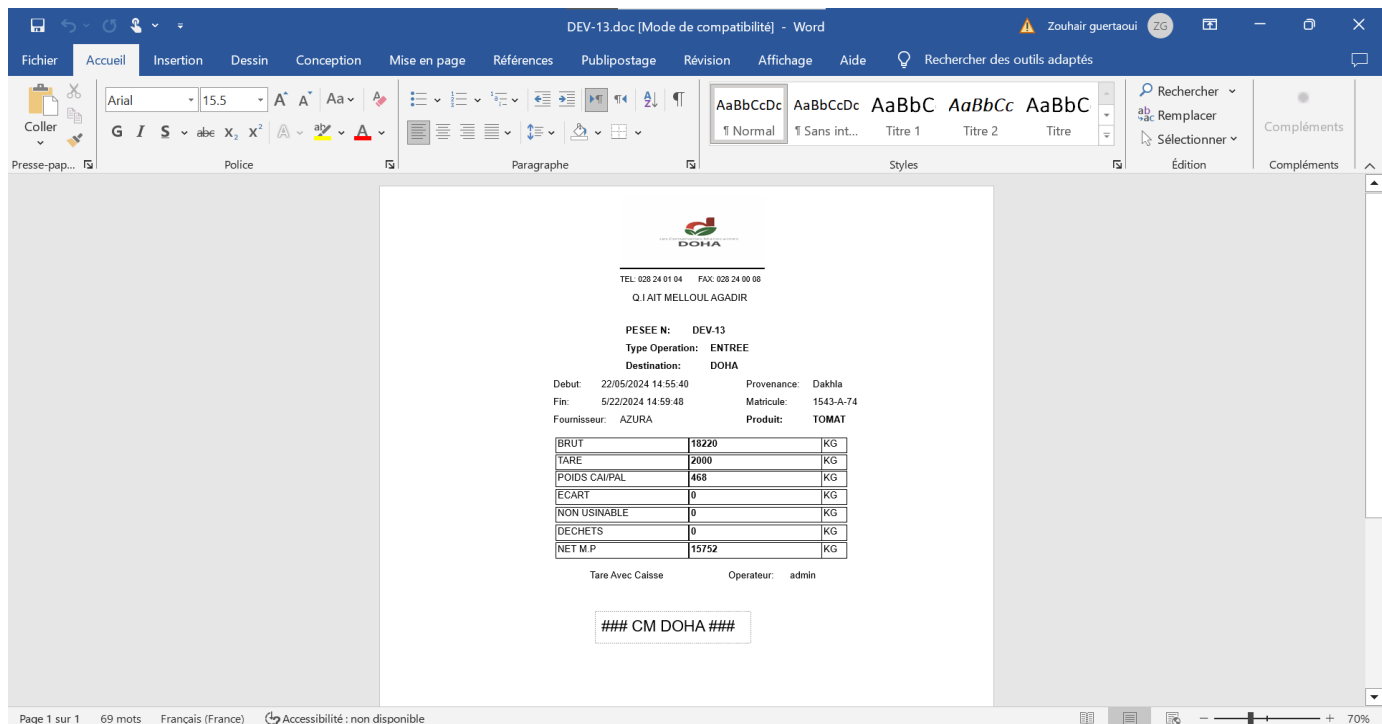 DEV-13.doc [Mode de compatibilité] - Word
Zouhair guertaoui ZG
Fichier Accueil Insertion Dessin Conception Mise en page Références Publipostage Révision Affichage Aide Rechercher des outils adaptés
Coller
Arial 15.5
G I S abc X₂ X² A ab A
Aa
AaBbCcDc AaBbCcDc AaBbC AaBbCc AaBbC
¶ Normal ¶ Sans int... Titre 1 Titre 2 Titre
Rechercher
Remplacer
Sélectionner
Compléments
Presse-pap... Police Paragraphe Styles Édition Compléments
DOHA
TEL: 028 24 01 04 FAX: 028 24 00 08
Q.I AIT MELLOUL AGADIR
PESEE N: DEV-13
Type Operation: ENTREE
Destination: DOHA
Debut: 22/05/2024 14:55:40 Provenance: Dakhla
Fin: 5/22/2024 14:59:48 Matricule: 1543-A-74
Fournisseur: AZURA Produit: TOMAT
BRUT 18220 KG
TARE 2000 KG
POIDS CAI/PAL 468 KG
ECART 0 KG
NON USINABLE 0 KG
DECHETS 0 KG
NET M.P 15752 KG
Tare Avec Caisse Operateur: admin
### CM DOHA ###
Page 1 sur 1 69 mots Français (France) Accessibilité : non disponible 70%